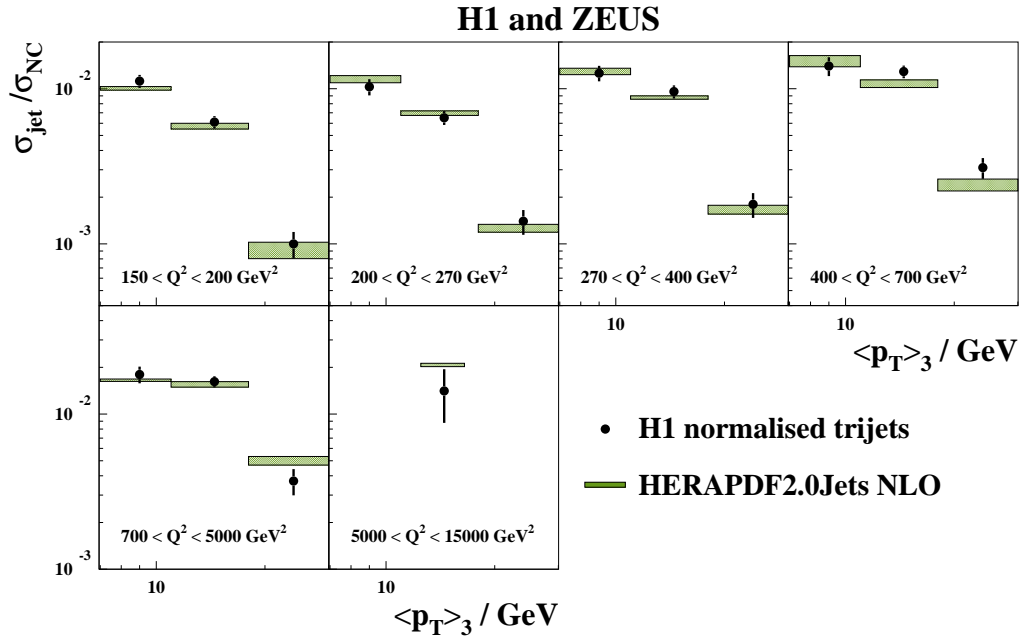 H1 and ZEUS
σjet /σNC
10 -2
10 -3
150 < Q2 < 200 GeV2
200 < Q2 < 270 GeV2
270 < Q2 < 400 GeV2
400 < Q2 < 700 GeV2
10
10
10
<pT>3 / GeV
10 -2
10 -3
700 < Q2 < 5000 GeV2
5000 < Q2 < 15000 GeV2
H1 normalised trijets
HERAPDF2.0Jets NLO
10
10
<pT>3 / GeV